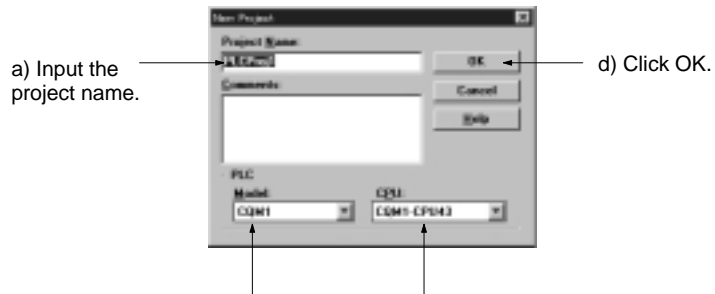 New Project
Project Name:
a) Input the
project name.
OK
d) Click OK.
Comments:
Cancel
Help
PLC
Model:
CPU:
CQM1
CQM1-CPU43